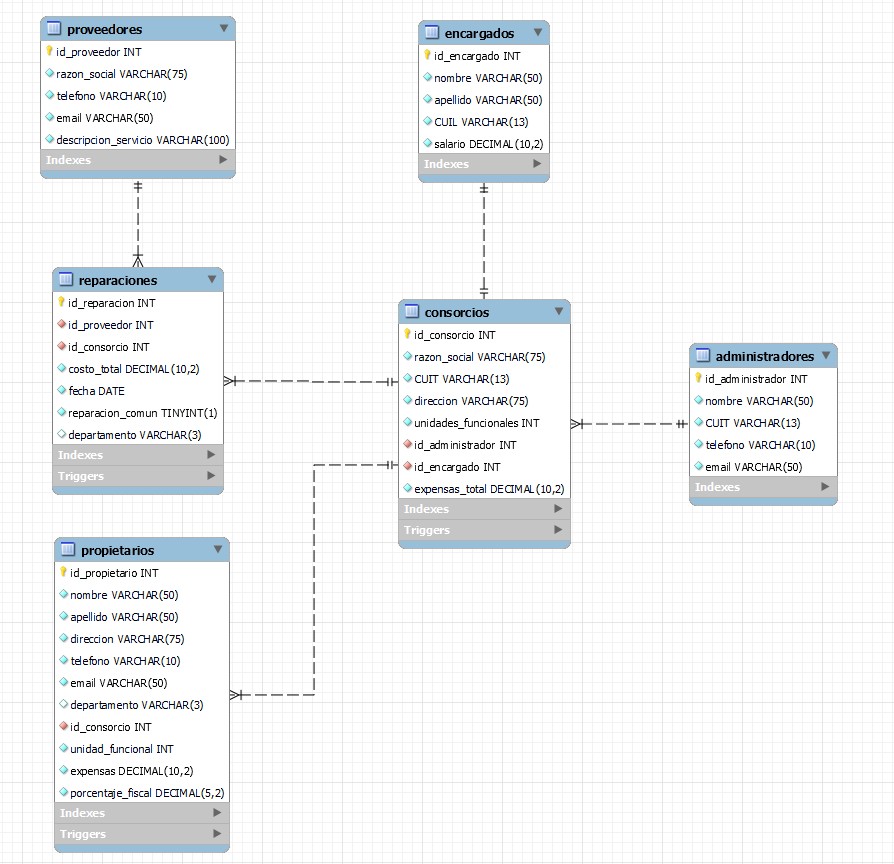 proveedores
id_proveedor INT
razon_social VARCHAR(75)
telefono VARCHAR(10)
email VARCHAR(50)
descripcion_servicio VARCHAR(100)
Indexes
encargados
id_encargado INT
nombre VARCHAR(50)
apellido VARCHAR(50)
CUIL VARCHAR(13)
salario DECIMAL(10,2)
Indexes
reparaciones
id_reparacion INT
id_proveedor INT
id_consorcio INT
costo_total DECIMAL(10,2)
fecha DATE
reparacion_comun TINYINT(1)
departamento VARCHAR(3)
Indexes
Triggers
consorcios
id_consorcio INT
razon_social VARCHAR(75)
CUIT VARCHAR(13)
direccion VARCHAR(75)
unidades_funcionales INT
id_administrador INT
id_encargado INT
expensas_total DECIMAL(10,2)
Indexes
Triggers
administradores
id_administrador INT
nombre VARCHAR(50)
CUIT VARCHAR(13)
telefono VARCHAR(10)
email VARCHAR(50)
Indexes
propietarios
id_propietario INT
nombre VARCHAR(50)
apellido VARCHAR(50)
direccion VARCHAR(75)
telefono VARCHAR(10)
email VARCHAR(50)
departamento VARCHAR(3)
id_consorcio INT
unidad_funcional INT
expensas DECIMAL(10,2)
porcentaje_fiscal DECIMAL(5,2)
Indexes
Triggers